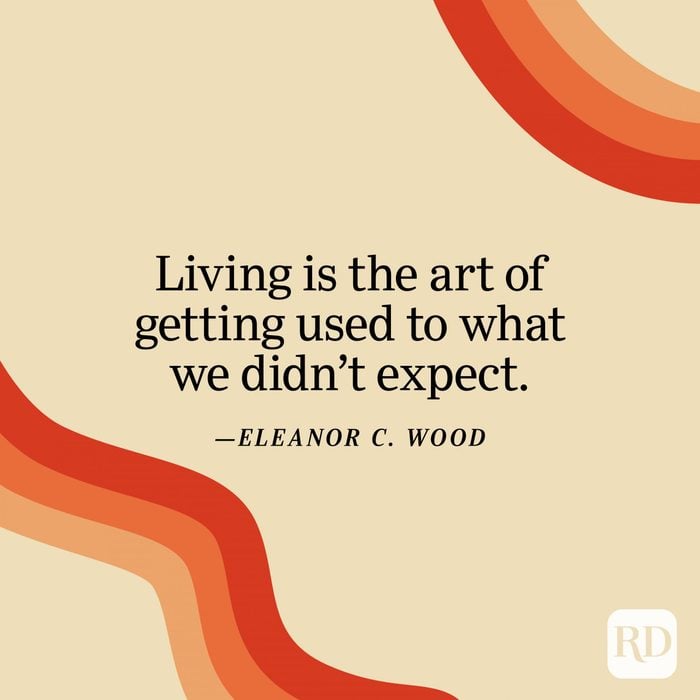 Living is the art of
getting used to what
we didn’t expect.
—ELEANOR C. WOOD
RD